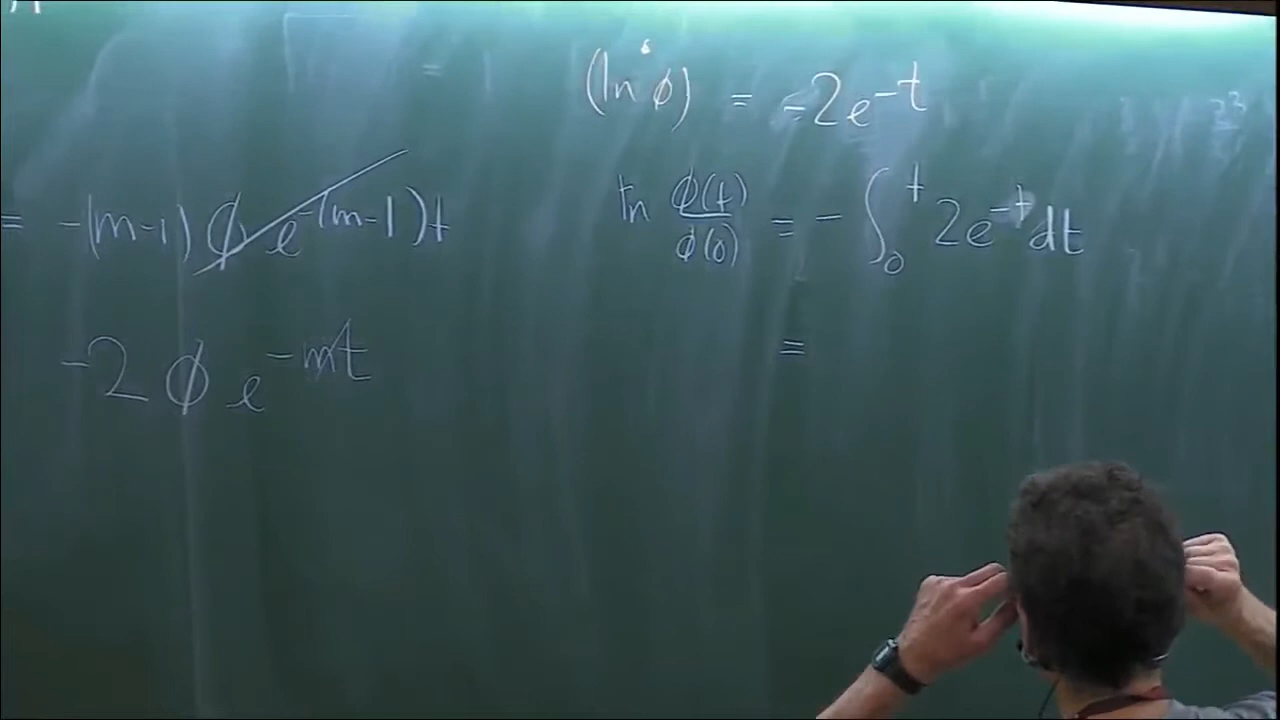 (ln φ)˙ = -2e^{-t}
= -(m-1) φ e^{-(m-1)t}
ln φ(t)/φ(0) = - ∫_0^t 2e^{-t} dt
-2 φ e^{-mt}
=